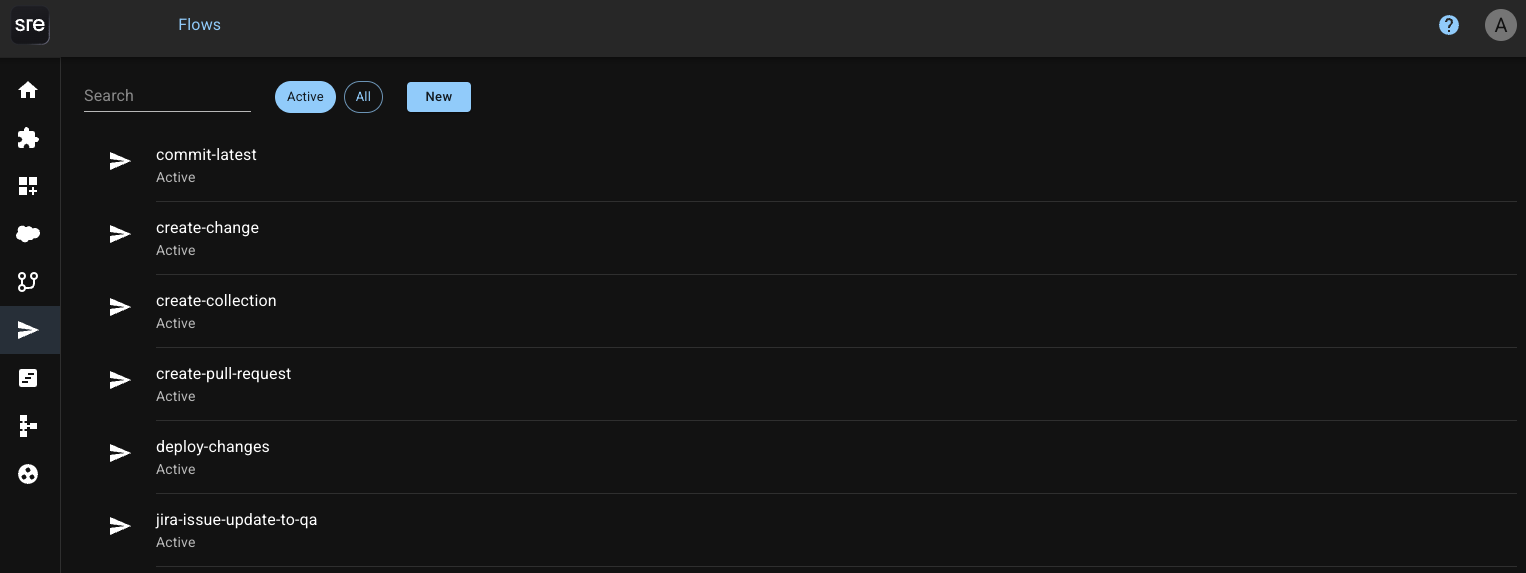 sre
Flows
?
A
Search
Active
All
New
commit-latest
Active
create-change
Active
create-collection
Active
create-pull-request
Active
deploy-changes
Active
jira-issue-update-to-qa
Active